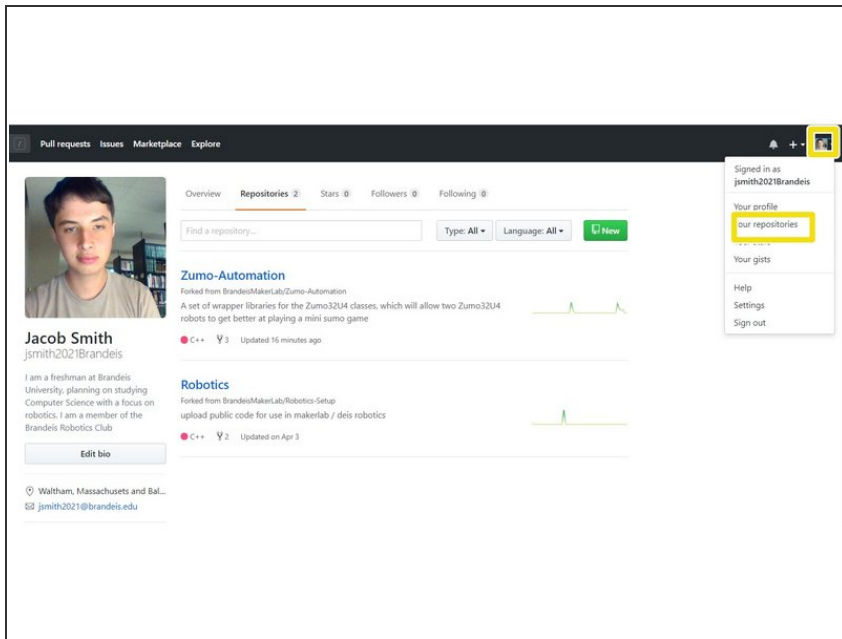 Pull requests Issues Marketplace Explore
Signed in as
jsmith2021Brandeis
Your profile
our repositories
Your gists
Help
Settings
Sign out
Overview Repositories 2 Stars 0 Followers 0 Following 0
Find a repository...
Type: All
Language: All
New
Zumo-Automation
Forked from BrandeisMakerLab/Zumo-Automation
A set of wrapper libraries for the Zumo32U4 classes, which will allow two Zumo32U4
robots to get better at playing a mini sumo game
C++ 3 Updated 16 minutes ago
Robotics
Forked from BrandeisMakerLab/Robotics-Setup
upload public code for use in makerlab / deis robotics
C++ 2 Updated on Apr 3
Jacob Smith
jsmith2021Brandeis
I am a freshman at Brandeis
University, planning on studying
Computer Science with a focus on
robotics. I am a member of the
Brandeis Robotics Club
Edit bio
Waltham, Massachusets and Bal...
jsmith2021@brandeis.edu